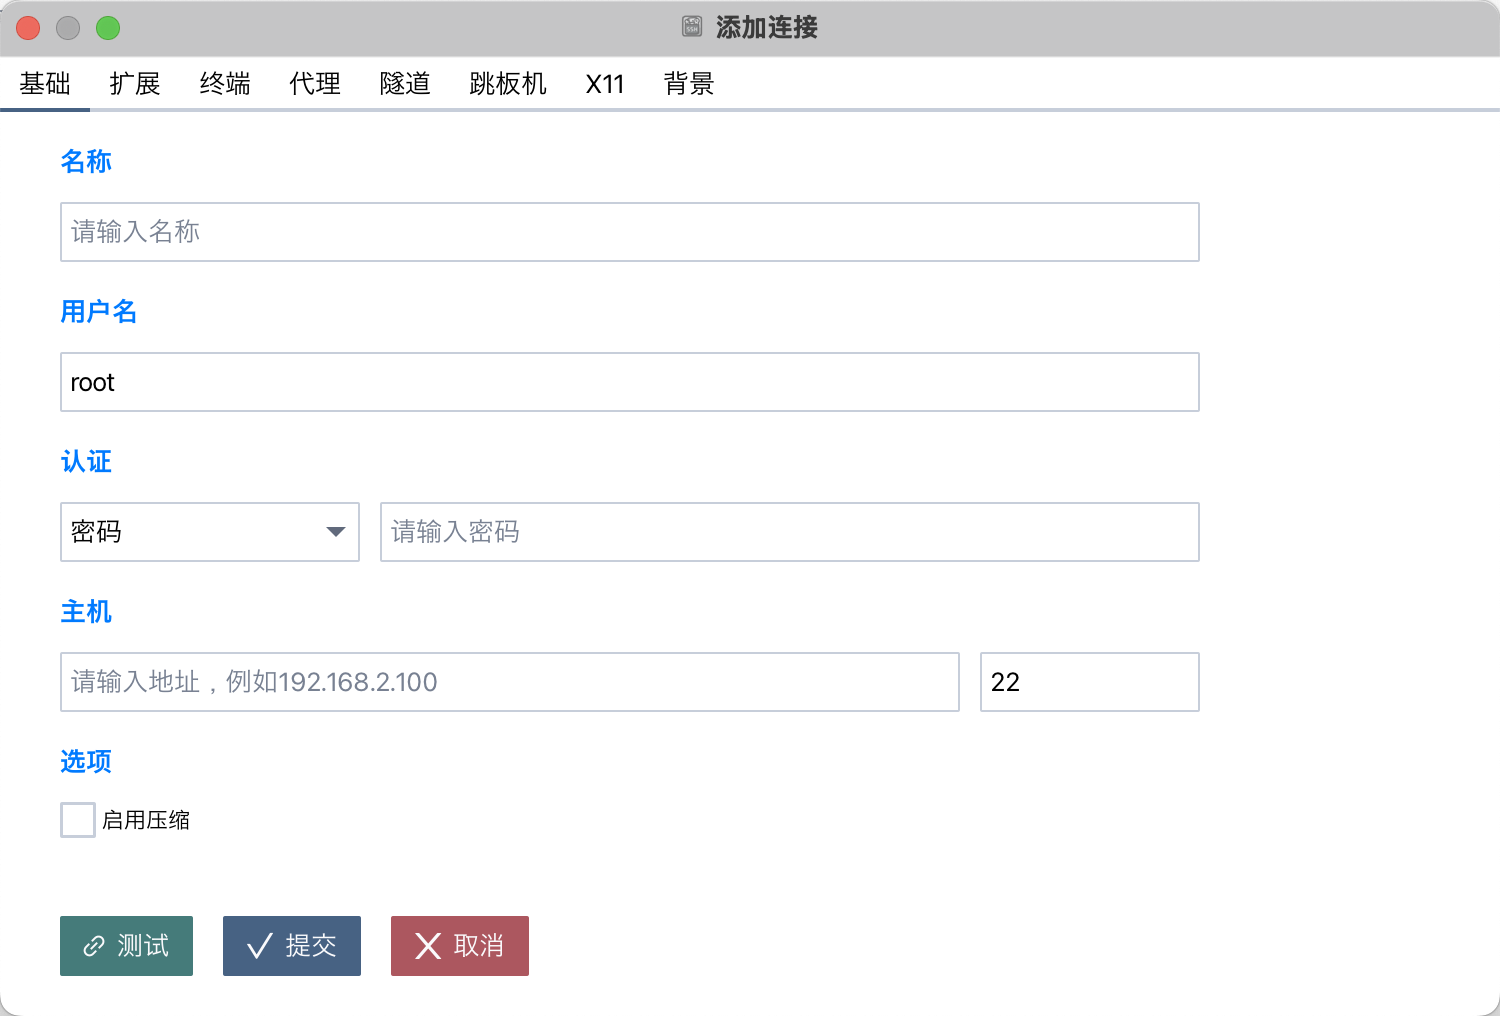 添加连接
基础 扩展 终端 代理 隧道 跳板机 X11 背景
名称
请输入名称
用户名
root
认证
密码 请输入密码
主机
请输入地址，例如192.168.2.100 22
选项
启用压缩
测试 提交 取消